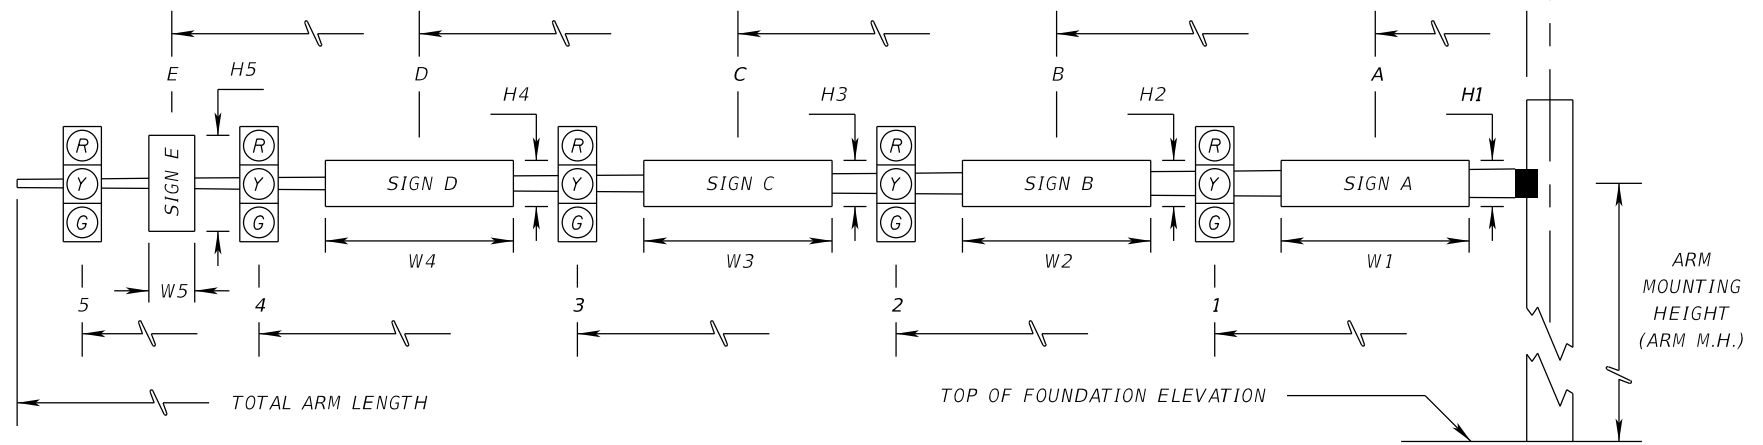 E
H5
D
H4
C
H3
B
H2
A
H1
R
Y
G
SIGN E
R
Y
G
SIGN D
R
Y
G
SIGN C
R
Y
G
SIGN B
R
Y
G
SIGN A
W5
W4
W3
W2
W1
5
4
3
2
1
ARM
MOUNTING
HEIGHT
(ARM M.H.)
TOTAL ARM LENGTH
TOP OF FOUNDATION ELEVATION